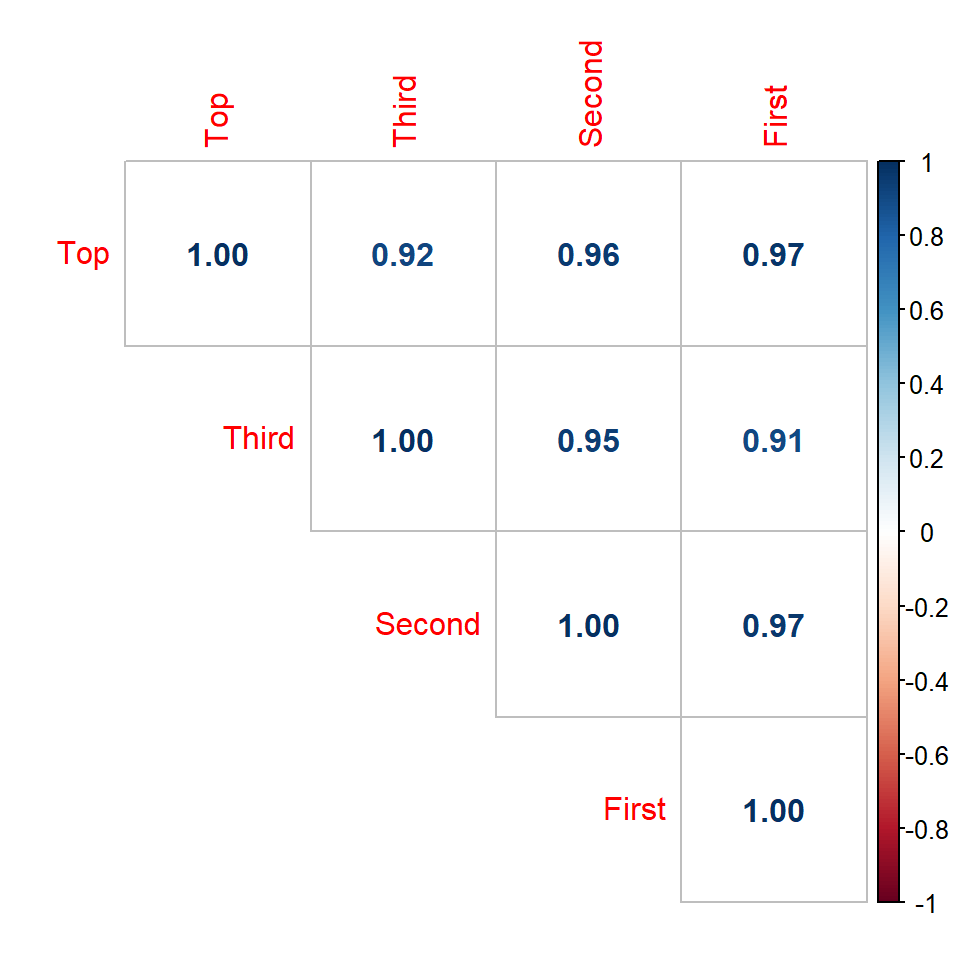 Top Third Second First
Top 1.00 0.92 0.96 0.97
Third 1.00 0.95 0.91
Second 1.00 0.97
First 1.00
1
0.8
0.6
0.4
0.2
0
-0.2
-0.4
-0.6
-0.8
-1